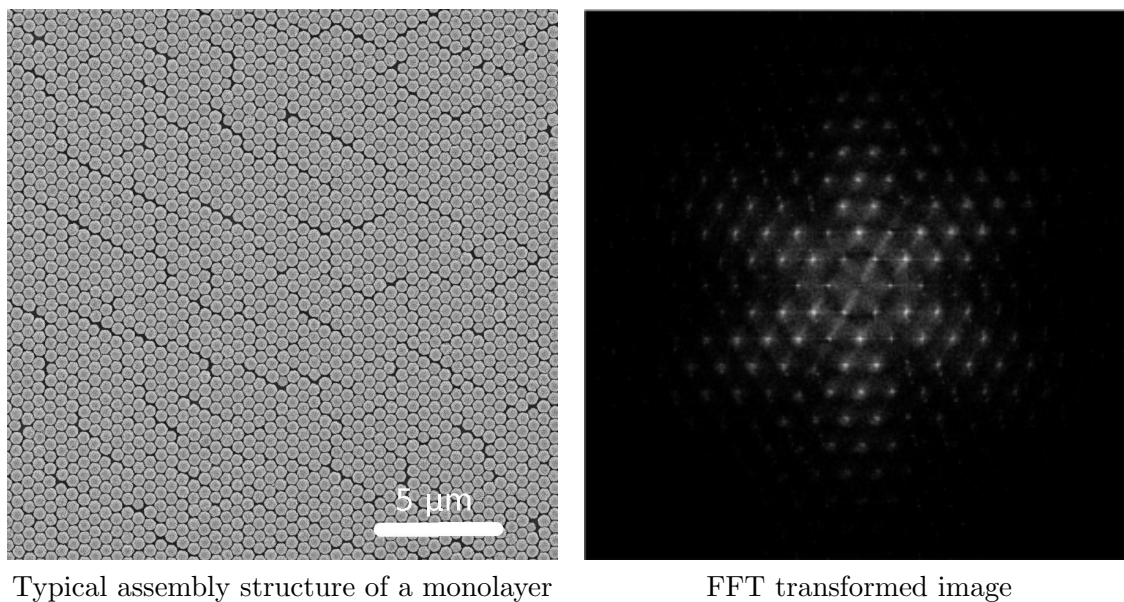 5 μm
Typical assembly structure of a monolayer
FFT transformed image